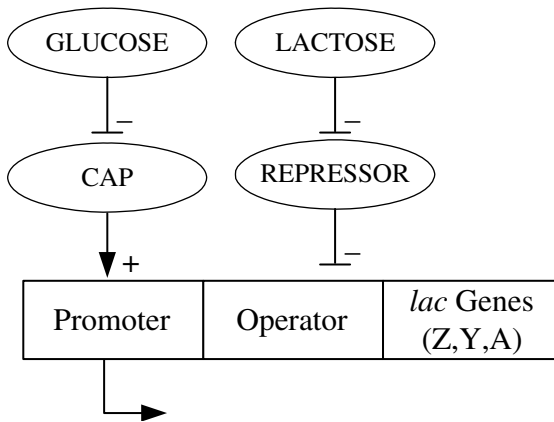 GLUCOSE
LACTOSE
–
–
CAP
REPRESSOR
+
–
Promoter
Operator
lac Genes
(Z,Y,A)